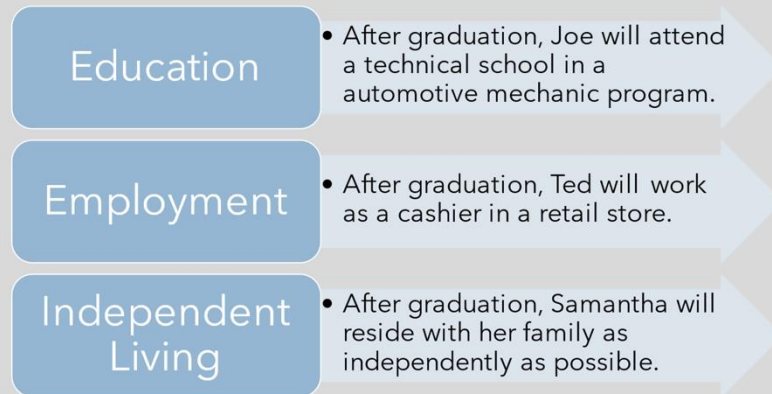 Education
• After graduation, Joe will attend
a technical school in a
automotive mechanic program.
Employment
• After graduation, Ted will work
as a cashier in a retail store.
Independent
Living
• After graduation, Samantha will
reside with her family as
independently as possible.